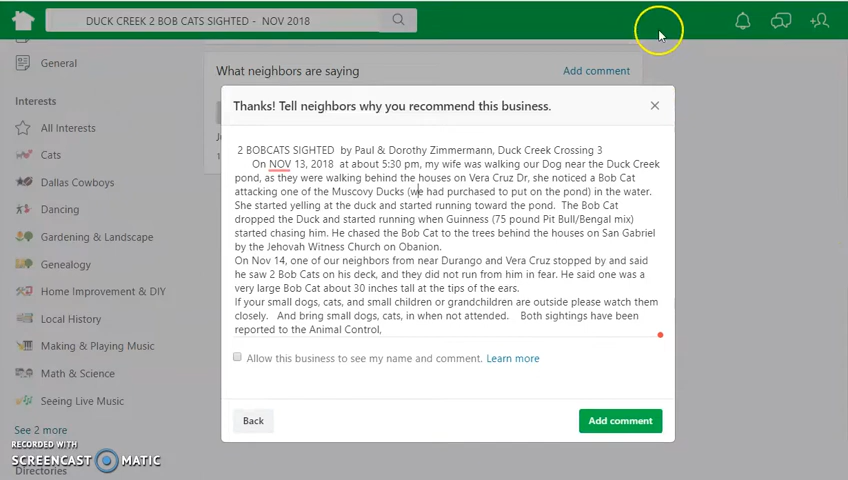 DUCK CREEK 2 BOB CATS SIGHTED - NOV 2018
General
Interests
All Interests
Cats
Dallas Cowboys
Dancing
Gardening & Landscape
Genealogy
Home Improvement & DIY
Local History
Making & Playing Music
Math & Science
Seeing Live Music
See 2 more
Directories
What neighbors are saying
Add comment
Thanks! Tell neighbors why you recommend this business.
2 BOBCATS SIGHTED by Paul & Dorothy Zimmermann, Duck Creek Crossing 3
On NOV 13, 2018 at about 5:30 pm, my wife was walking our Dog near the Duck Creek
pond, as they were walking behind the houses on Vera Cruz Dr, she noticed a Bob Cat
attacking one of the Muscovy Ducks (we had purchased to put on the pond) in the water.
She started yelling at the duck and started running toward the pond. The Bob Cat
dropped the Duck and started running when Guinness (75 pound Pit Bull/Bengal mix)
started chasing him. He chased the Bob Cat to the trees behind the houses on San Gabriel
by the Jehovah Witness Church on Obanion.
On Nov 14, one of our neighbors from near Durango and Vera Cruz stopped by and said
he saw 2 Bob Cats on his deck, and they did not run from him in fear. He said one was a
very large Bob Cat about 30 inches tall at the tips of the ears.
If your small dogs, cats, and small children or grandchildren are outside please watch them
closely. And bring small dogs, cats, in when not attended. Both sightings have been
reported to the Animal Control,
Allow this business to see my name and comment. Learn more
Back
Add comment
RECORDED WITH
SCREENCAST MATIC